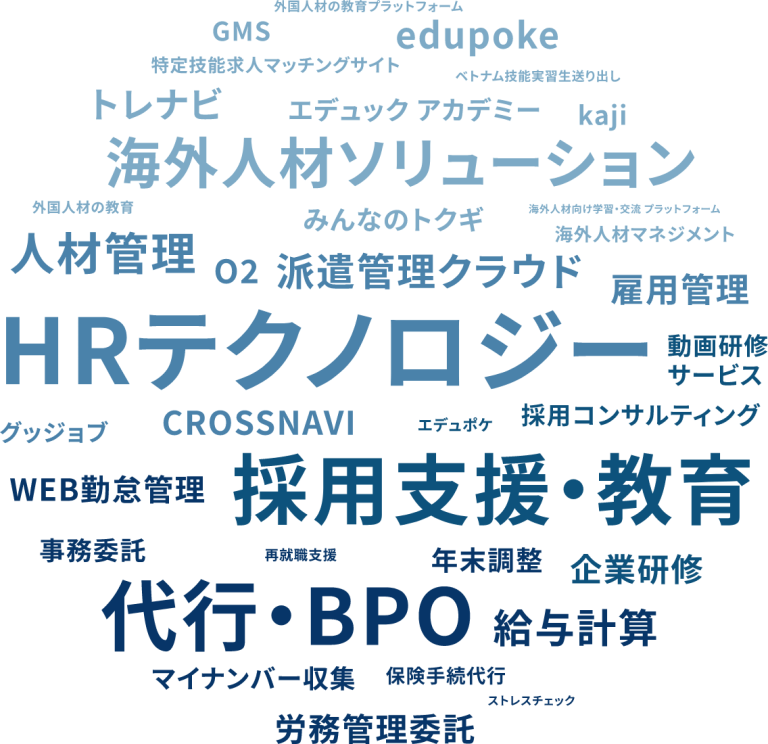 外国人材の教育プラットフォーム
GMS
edupoke
特定技能求人マッチングサイト
ベトナム技能実習生送り出し
トレナビ
エデュック アカデミー
kaji
海外人材ソリューション
外国人材の教育
みんなのトクギ
海外人材向け学習・交流 プラットフォーム
海外人材マネジメント
人材管理
O2
派遣管理クラウド
雇用管理
HRテクノロジー
動画研修
サービス
グッジョブ
CROSSNAVI
エデュポケ
採用コンサルティング
WEB勤怠管理
採用支援・教育
事務委託
再就職支援
年末調整
企業研修
代行・BPO
給与計算
マイナンバー収集
保険手続代行
ストレスチェック
労務管理委託